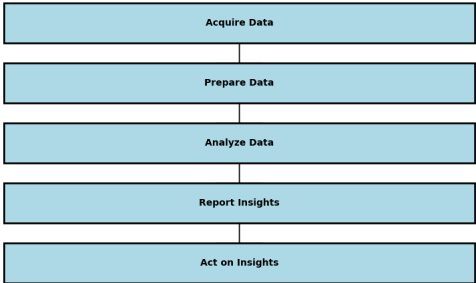 Acquire Data
Prepare Data
Analyze Data
Report Insights
Act on Insights